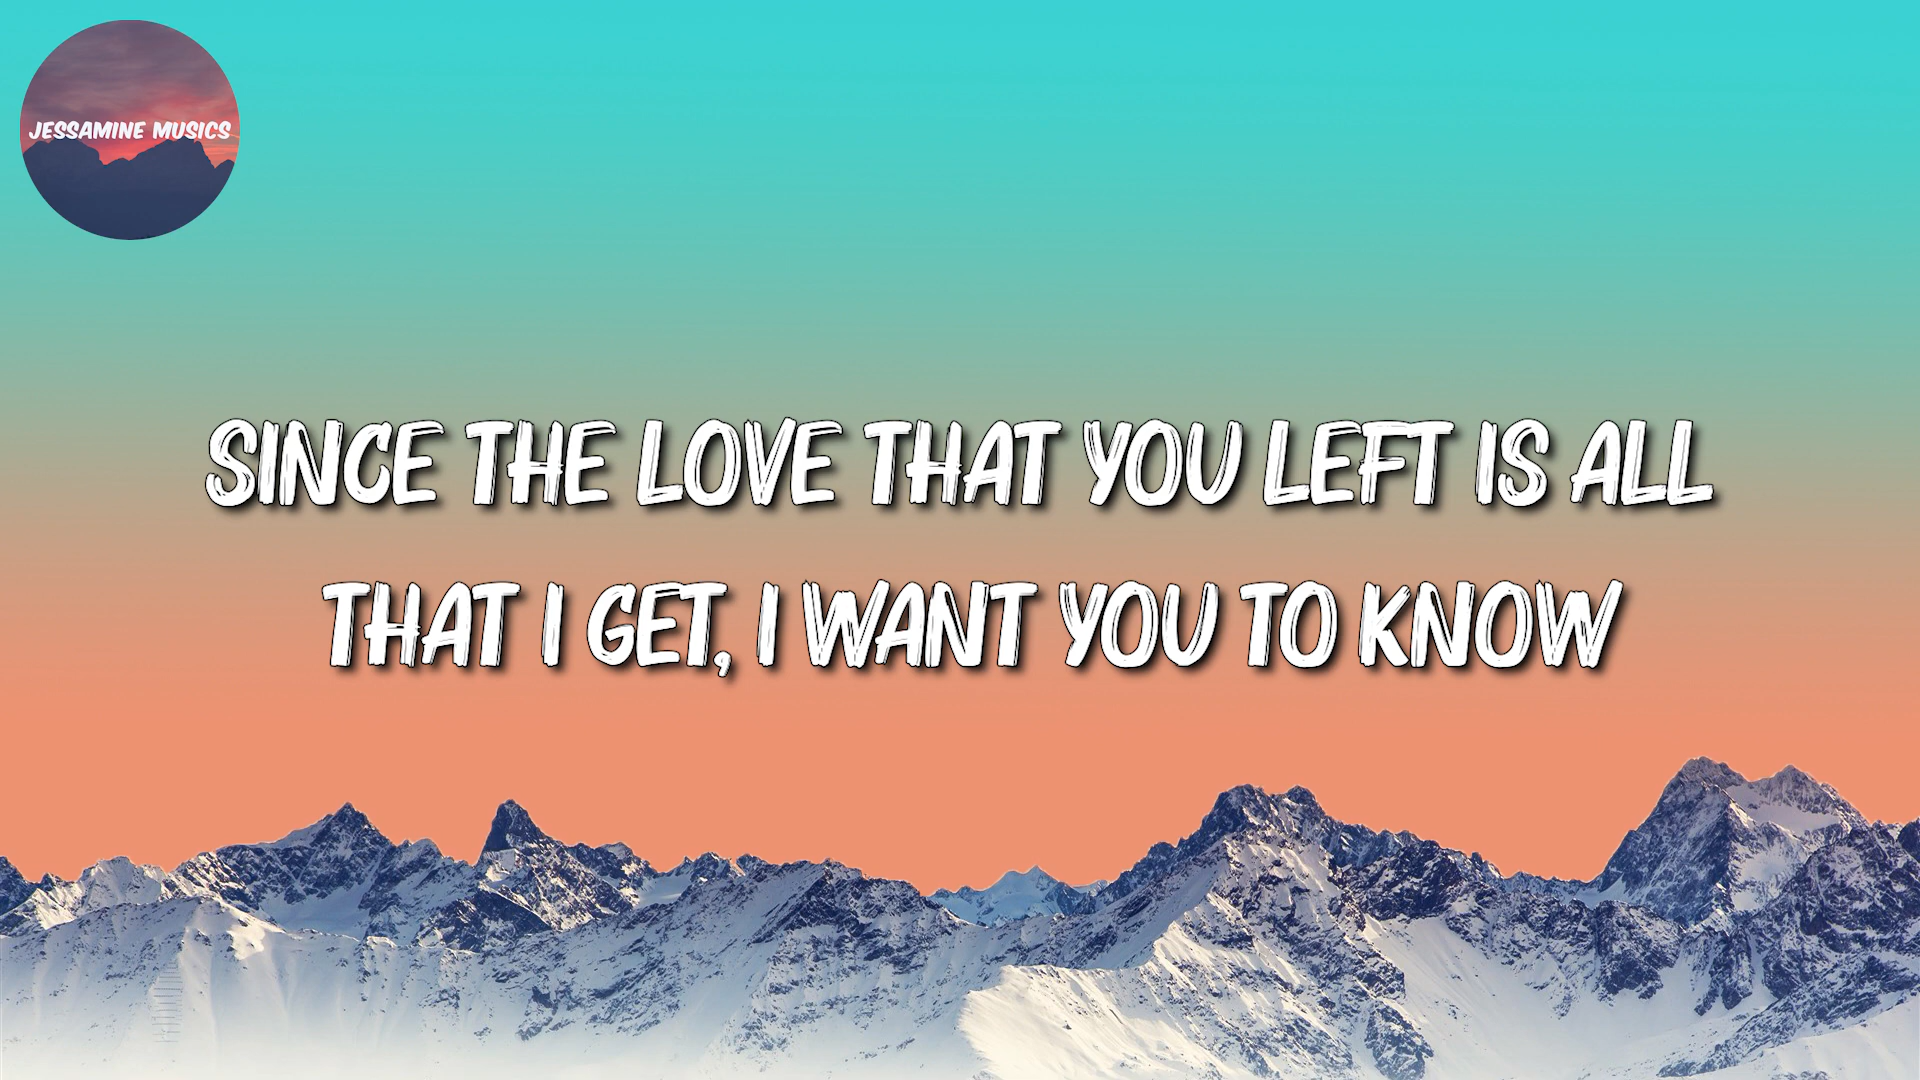 JESSAMINE MUSICS
SINCE THE LOVE THAT YOU LEFT IS ALL
THAT I GET, I WANT YOU TO KNOW